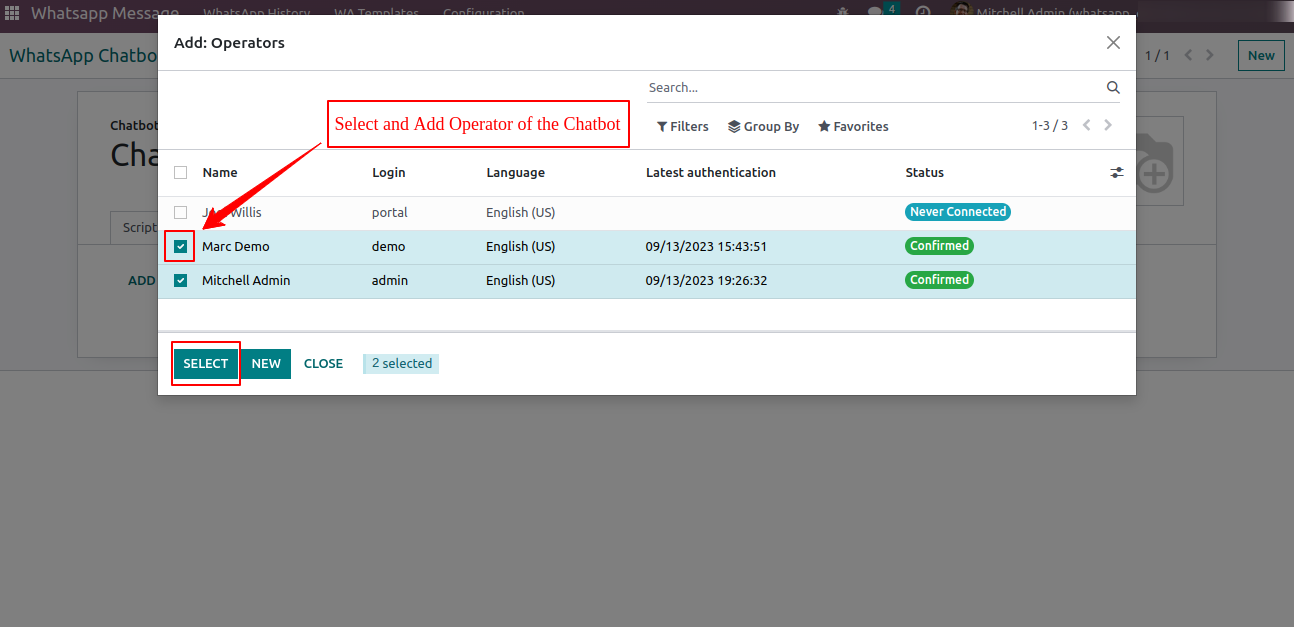 Whatsapp Message WhatsApp History WA Templates Configuration 4 Mitchell Admin (whatsapp
WhatsApp Chatbo 1 / 1 New
Add: Operators
Search...
Filters Group By Favorites 1-3 / 3
Select and Add Operator of the Chatbot
Chatbot
Cha
Name Login Language Latest authentication Status
Willis portal English (US) Never Connected
Script
Marc Demo demo English (US) 09/13/2023 15:43:51 Confirmed
ADD
Mitchell Admin admin English (US) 09/13/2023 19:26:32 Confirmed
SELECT NEW CLOSE 2 selected